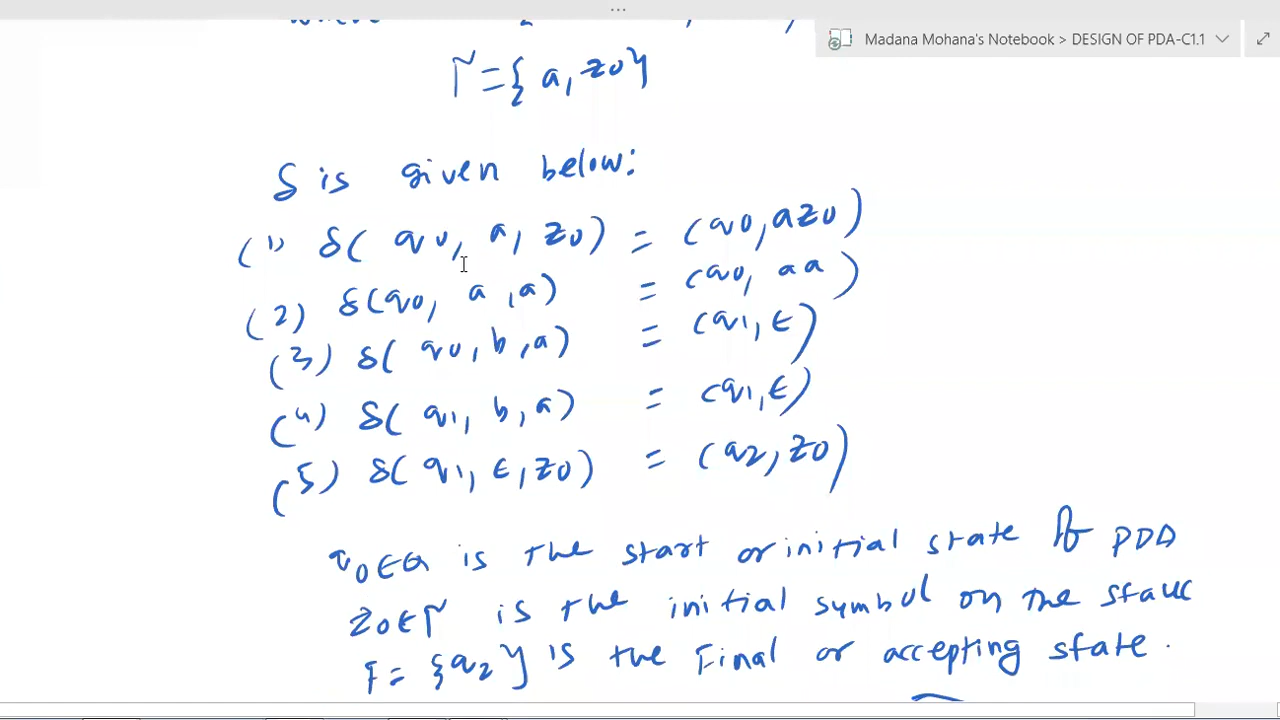 Madana Mohana's Notebook > DESIGN OF PDA-C1.1
Γ={ a, z0}
δ is given below:
(1) δ( q0, a, z0) = (q0, az0)
(2) δ(q0, a, a) = (q0, aa)
(3) δ( q0, b, a) = (q1, ε)
(4) δ( q1, b, a) = (q1, ε)
(5) δ( q1, ε, z0) = (q2, z0)
q0∈Q is the start or initial state of PDA
z0∈Γ is the initial symbol on the stack
F= {q2} is the Final or accepting state.